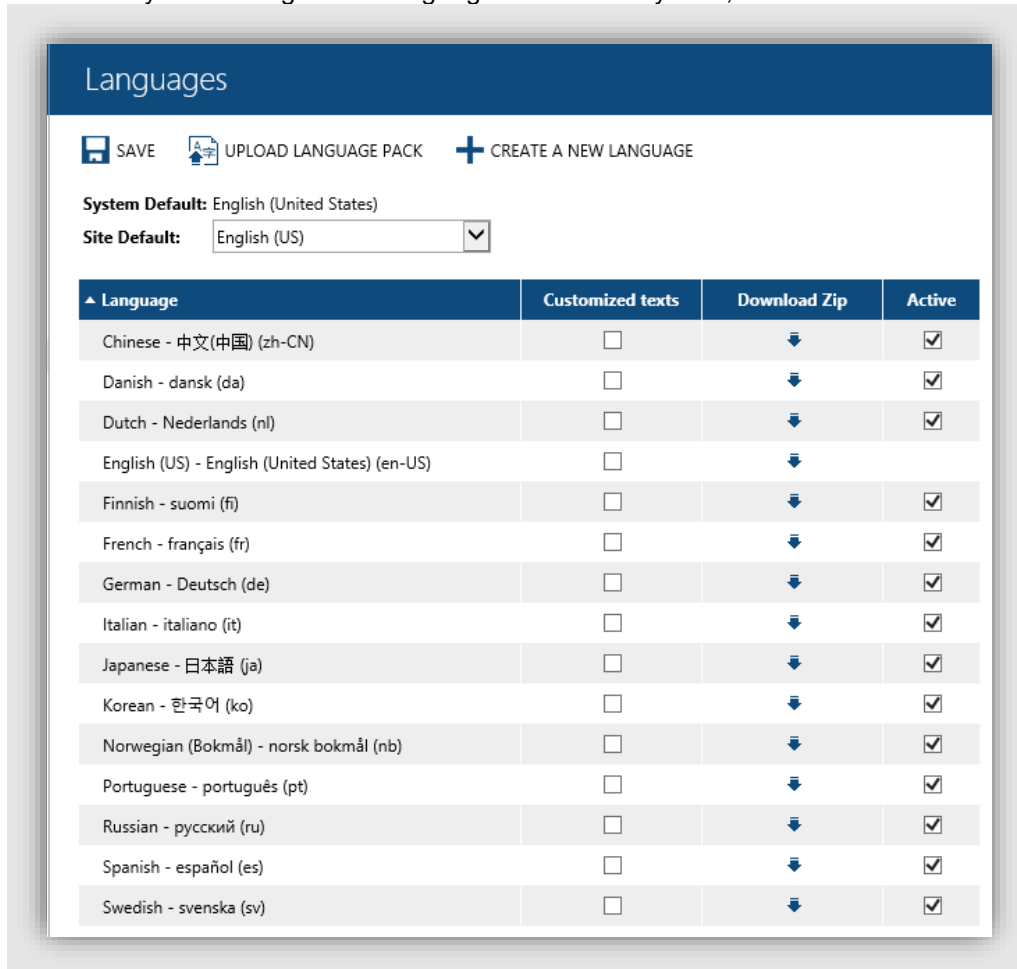 Languages
SAVE UPLOAD LANGUAGE PACK CREATE A NEW LANGUAGE
System Default: English (United States)
Site Default: English (US)
Language Customized texts Download Zip Active
Chinese - 中文(中国) (zh-CN)
Danish - dansk (da)
Dutch - Nederlands (nl)
English (US) - English (United States) (en-US)
Finnish - suomi (fi)
French - français (fr)
German - Deutsch (de)
Italian - italiano (it)
Japanese - 日本語 (ja)
Korean - 한국어 (ko)
Norwegian (Bokmål) - norsk bokmål (nb)
Portuguese - português (pt)
Russian - русский (ru)
Spanish - español (es)
Swedish - svenska (sv)